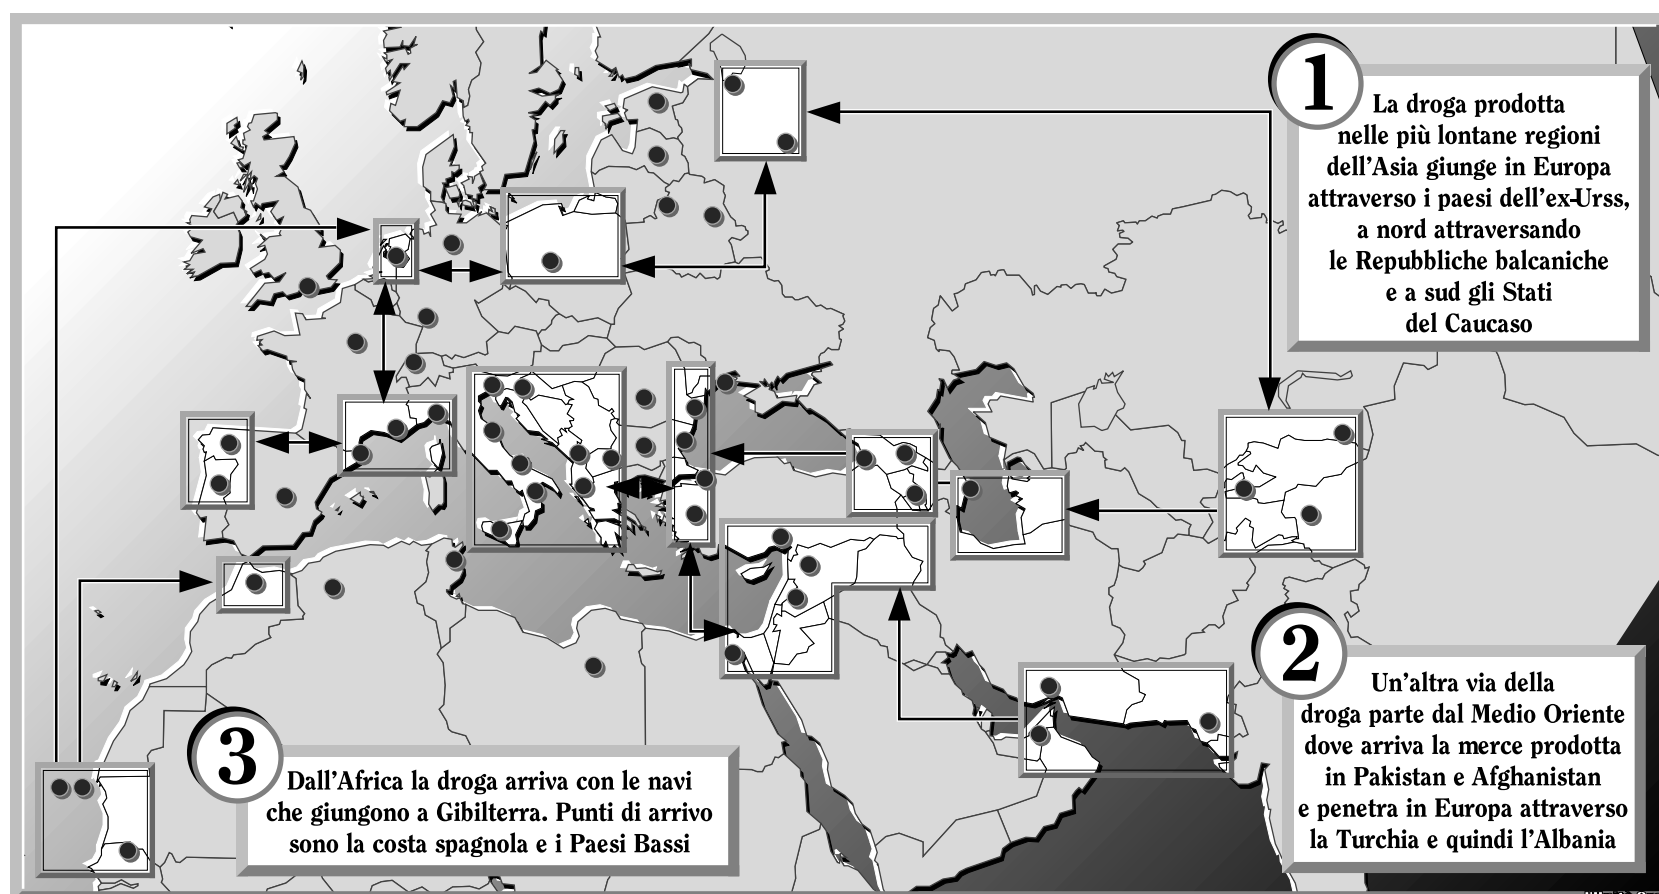 1
La droga prodotta
nelle più lontane regioni
dell'Asia giunge in Europa
attraverso i paesi dell'ex-Urss,
a nord attraversando
le Repubbliche balcaniche
e a sud gli Stati
del Caucaso
2
Un'altra via della
droga parte dal Medio Oriente
dove arriva la merce prodotta
in Pakistan e Afghanistan
e penetra in Europa attraverso
la Turchia e quindi l'Albania
3
Dall'Africa la droga arriva con le navi
che giungono a Gibilterra. Punti di arrivo
sono la costa spagnola e i Paesi Bassi